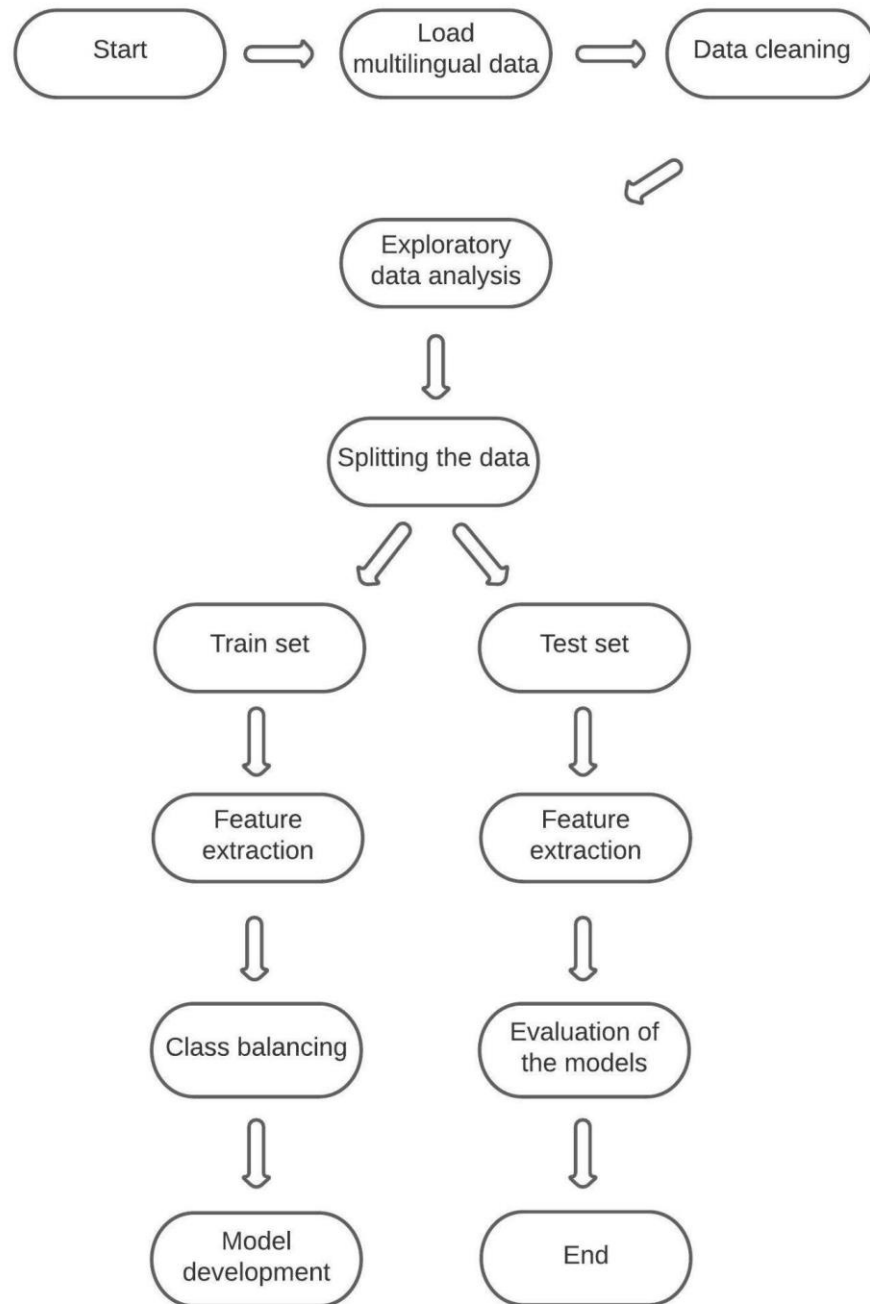 Start
Load
multilingual data
Data cleaning
Exploratory
data analysis
Splitting the data
Train set
Test set
Feature
extraction
Feature
extraction
Class balancing
Evaluation of
the models
Model
development
End